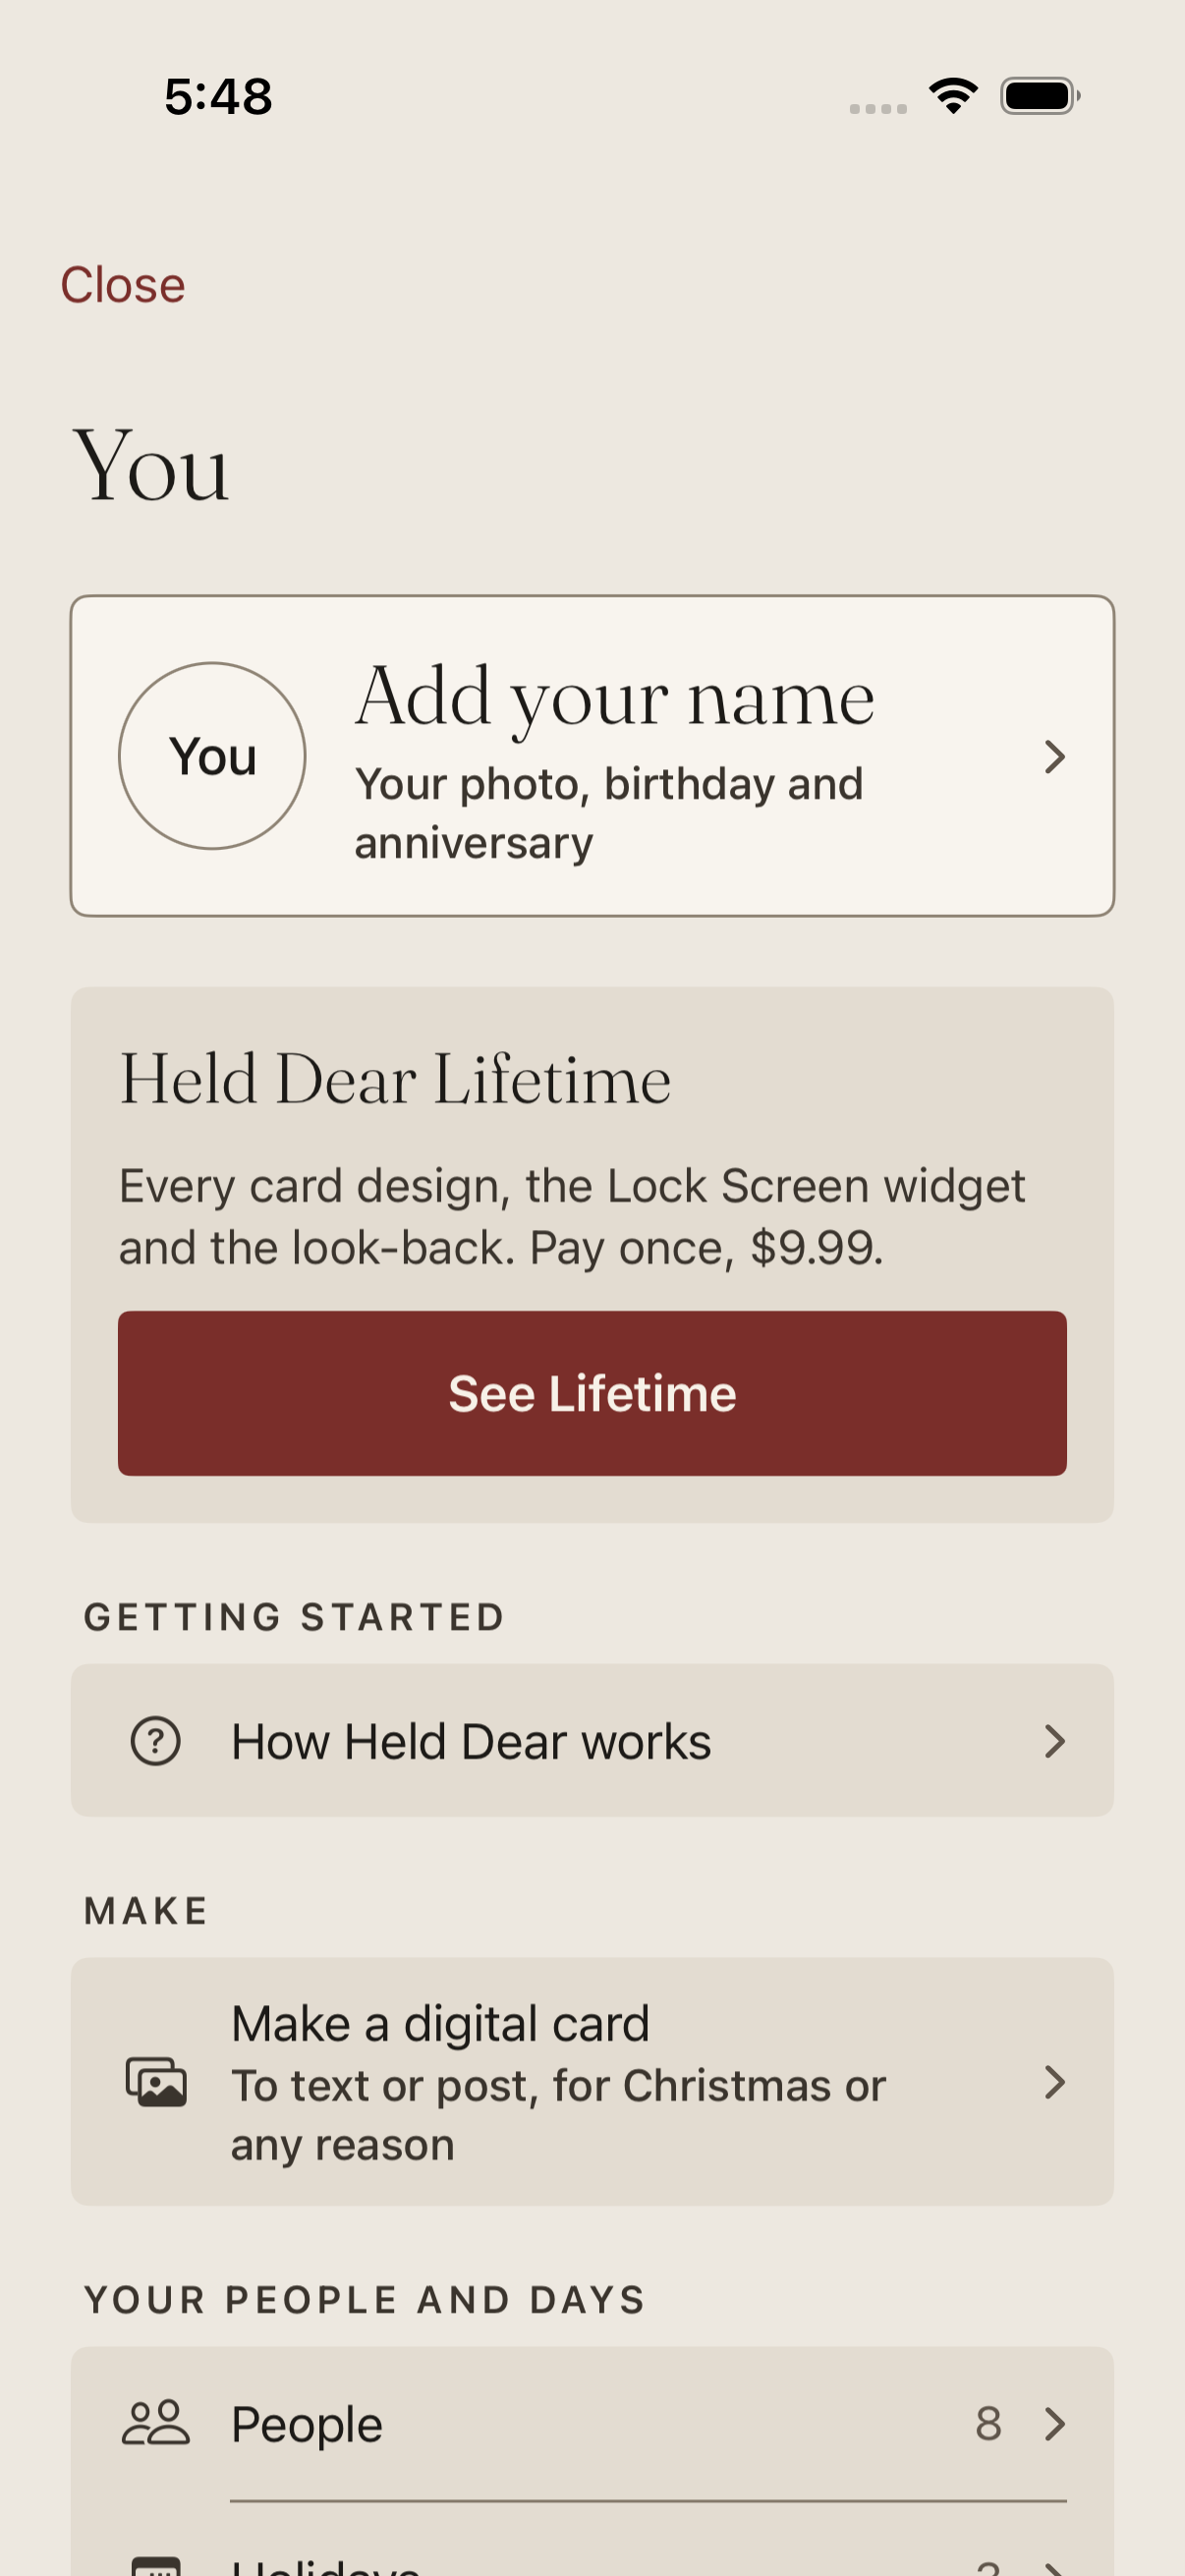 5:48
Close
You
You
Add your name
Your photo, birthday and
anniversary
Held Dear Lifetime
Every card design, the Lock Screen widget
and the look-back. Pay once, $9.99.
See Lifetime
GETTING STARTED
? How Held Dear works
MAKE
Make a digital card
To text or post, for Christmas or
any reason
YOUR PEOPLE AND DAYS
People 8
Holidays